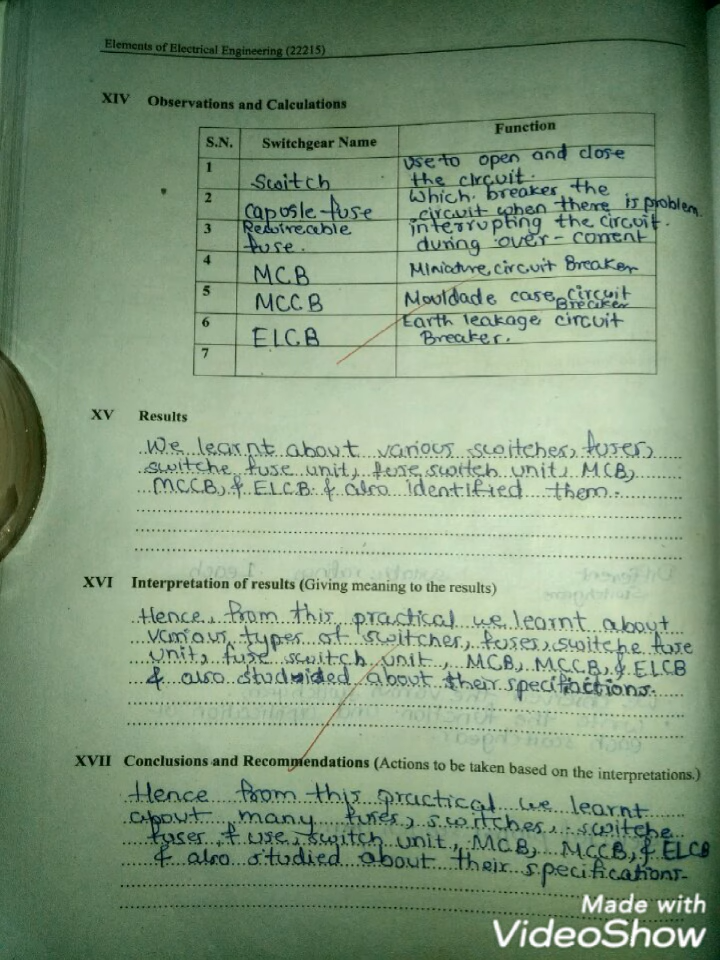 Elements of Electrical Engineering (22215)
XIV Observations and Calculations
S.N. Switchgear Name Function
1 Switch use to open and close the circuit.
2 capusle fuse which breaker the circuit when there is problem
3 Rewireable fuse. interrupting the circuit. during over-corrent
4 MCB Miniature circuit Breaker
5 MCCB Mouldade case circuit Breaker
6 ELCB Earth leakage circuit Breaker.
7
XV Results
We learnt about various switches, fuses,
switche fuse unit, fuse switch unit, MCB,
MCCB, & ELCB & also identified them.
XVI Interpretation of results (Giving meaning to the results)
Hence, from this practical we learnt about
various types of switches, fuses, switche fuse
unit, fuse switch unit, MCB, MCCB, & ELCB
& also about their
XVII Conclusions and Recommendations (Actions to be taken based on the interpretations.)
Hence from this practical we learnt
about many fuses, switches, switche
fuses f use, switch unit, MCB, MCCB, & ELCB
& also studied about their specifications.
Made with
VideoShow